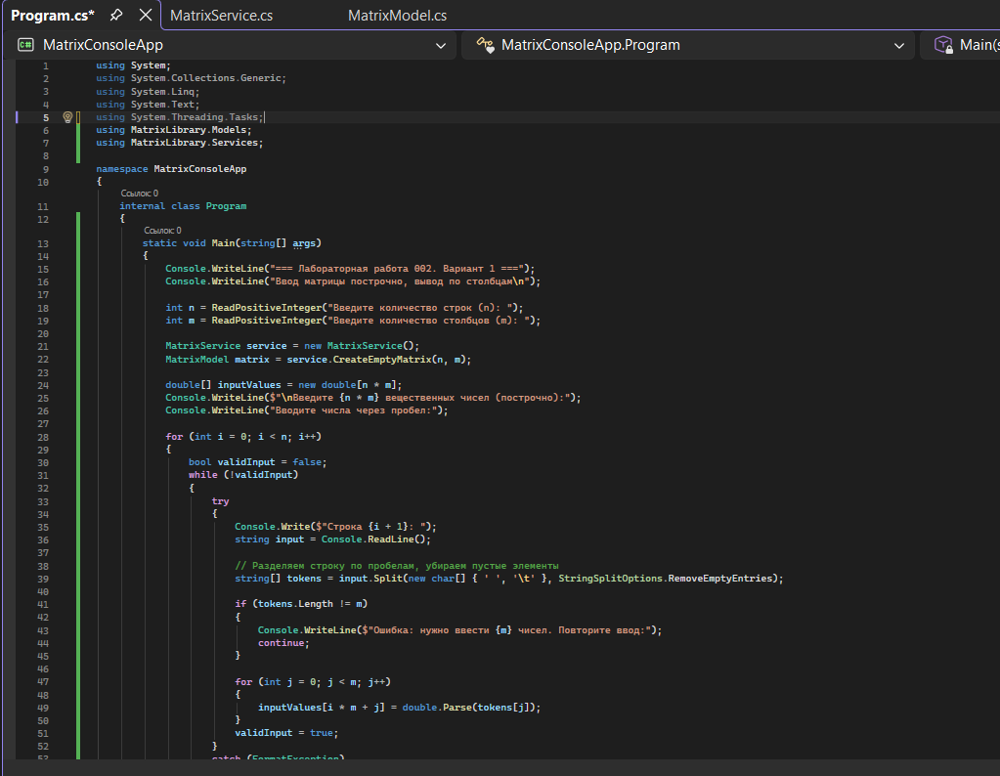 Program.cs* MatrixService.cs MatrixModel.cs
C# MatrixConsoleApp MatrixConsoleApp.Program Main(s
1 using System;
2 using System.Collections.Generic;
3 using System.Linq;
4 using System.Text;
5 using System.Threading.Tasks;
6 using MatrixLibrary.Models;
7 using MatrixLibrary.Services;
8
9 namespace MatrixConsoleApp
10 {
Ссылок: 0
11 internal class Program
12 {
Ссылок: 0
13 static void Main(string[] args)
14 {
15 Console.WriteLine("=== Лабораторная работа 002. Вариант 1 ===");
16 Console.WriteLine("Ввод матрицы построчно, вывод по столбцам\n");
17
18 int n = ReadPositiveInteger("Введите количество строк (n): ");
19 int m = ReadPositiveInteger("Введите количество столбцов (m): ");
20
21 MatrixService service = new MatrixService();
22 MatrixModel matrix = service.CreateEmptyMatrix(n, m);
23
24 double[] inputValues = new double[n * m];
25 Console.WriteLine($"\nВведите {n * m} вещественных чисел (построчно):");
26 Console.WriteLine("Вводите числа через пробел:");
27
28 for (int i = 0; i < n; i++)
29 {
30 bool validInput = false;
31 while (!validInput)
32 {
33 try
34 {
35 Console.Write($"Строка {i + 1}: ");
36 string input = Console.ReadLine();
37
38 // Разделяем строку по пробелам, убираем пустые элементы
39 string[] tokens = input.Split(new char[] { ' ', '\t' }, StringSplitOptions.RemoveEmptyEntries);
40
41 if (tokens.Length != m)
42 {
43 Console.WriteLine($"Ошибка: нужно ввести {m} чисел. Повторите ввод:");
44 continue;
45 }
46
47 for (int j = 0; j < m; j++)
48 {
49 inputValues[i * m + j] = double.Parse(tokens[j]);
50 }
51 validInput = true;
52 }
53 catch (FormatException)